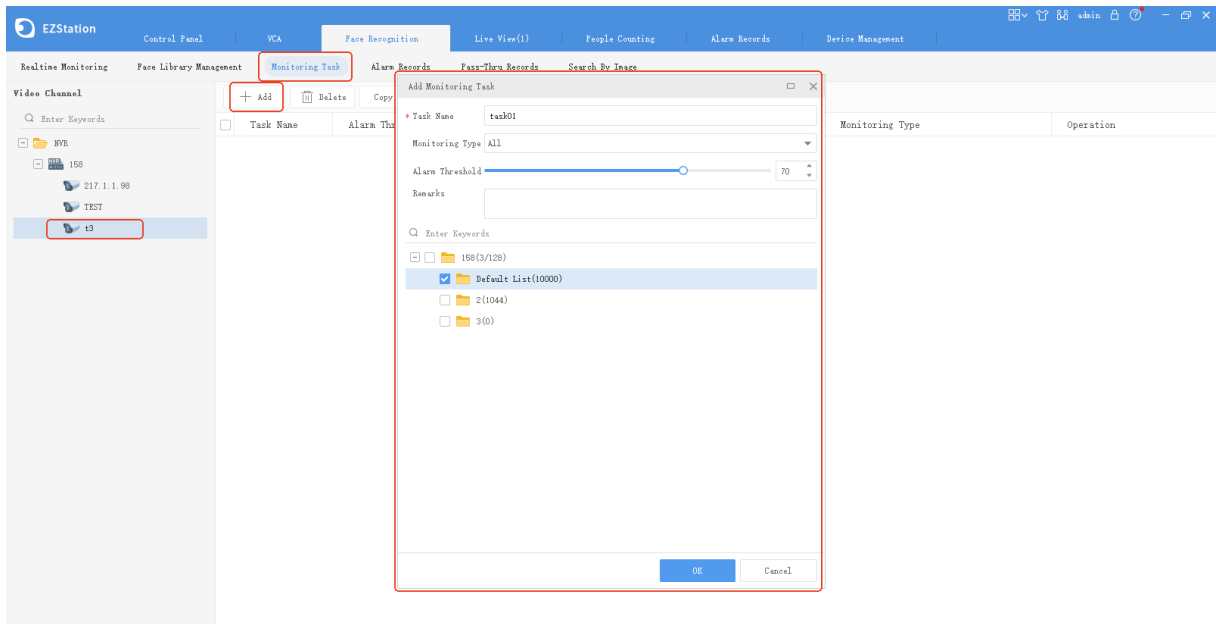 EZStation
admin
Control Panel VCA Face Recognition Live View(1) People Counting Alarm Records Device Management
Realtime Monitoring Face Library Management Monitoring Task Alarm Records Pass-Thru Records Search By Image
Video Channel
Enter Keywords
NVR
158
217.1.1.98
TEST
t3
Add Delete Copy
Task Name Alarm Thr Monitoring Type Operation
Add Monitoring Task
* Task Name task01
Monitoring Type All
Alarm Threshold 70
Remarks
Enter Keywords
158(3/128)
Default List(10000)
2(1044)
3(0)
OK Cancel